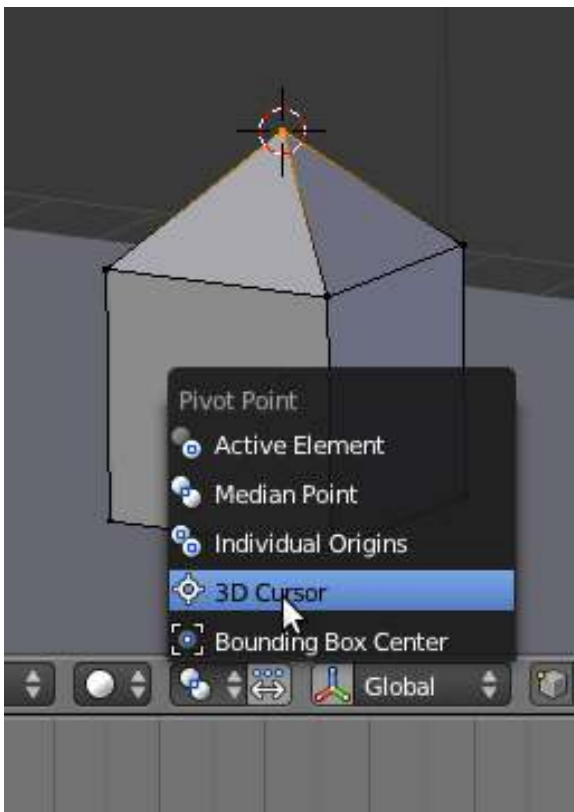 Pivot Point
Active Element
Median Point
Individual Origins
3D Cursor
Bounding Box Center
Global